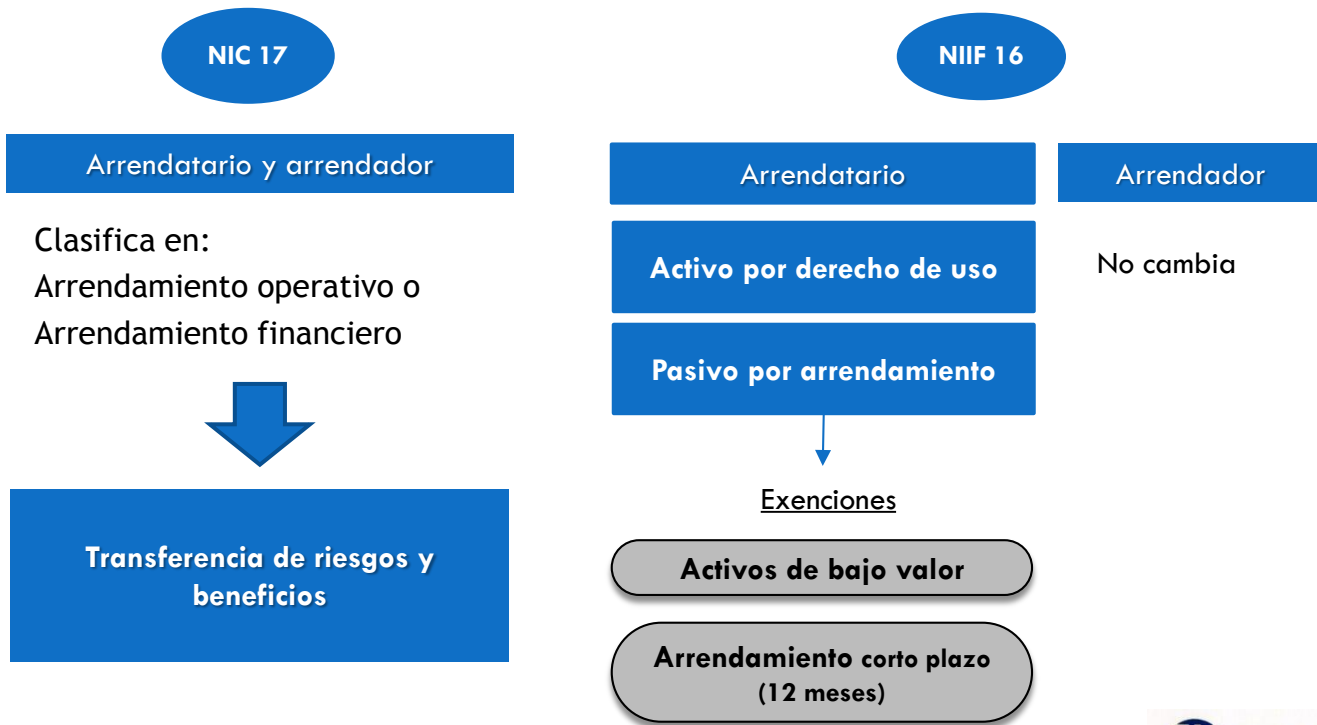 NIC 17
Arrendatario y arrendador
Clasifica en:
Arrendamiento operativo o
Arrendamiento financiero
Transferencia de riesgos y
beneficios
NIIF 16
Arrendatario
Arrendador
Activo por derecho de uso
No cambia
Pasivo por arrendamiento
Exenciones
Activos de bajo valor
Arrendamiento corto plazo
(12 meses)